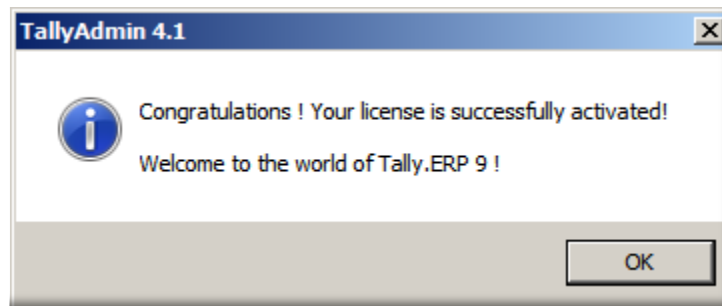 TallyAdmin 4.1
Congratulations ! Your license is successfully activated!
Welcome to the world of Tally.ERP 9 !
OK